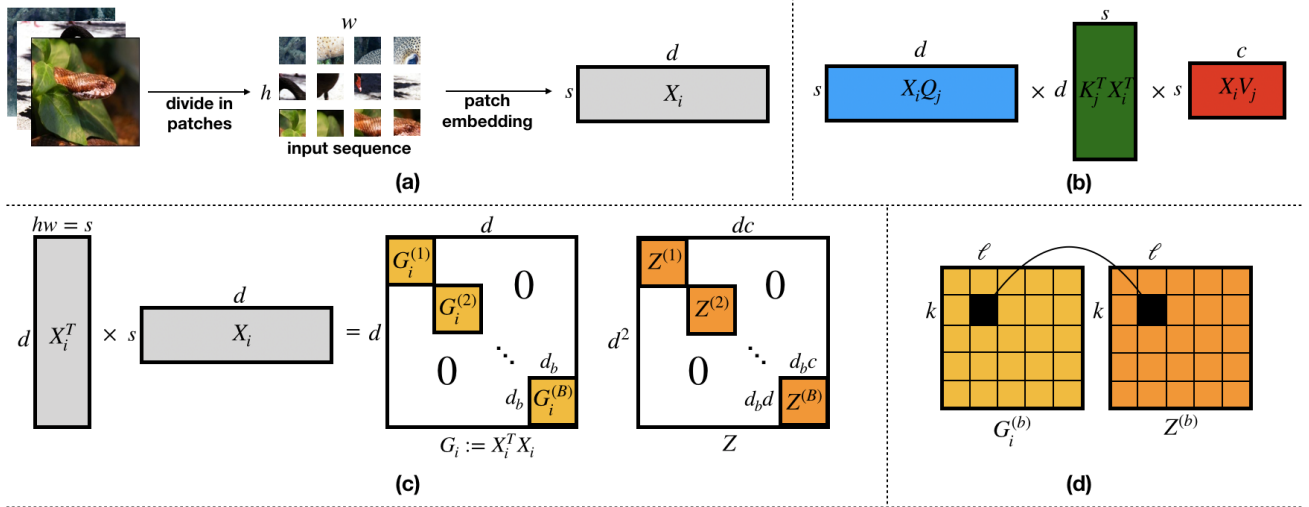 w
h
divide in
patches
input sequence
patch
embedding
d
s
X_i
(a)
d
s
X_iQ_j
×
d
s
K_j^T X_i^T
×
s
c
X_iV_j
(b)
hw = s
d
X_i^T
×
s
d
X_i
=
d
d
G_i^{(1)}
0
G_i^{(2)}
⋱
0
d_b
d_b
G_i^{(B)}
G_i := X_i^T X_i
dc
d^2
Z^{(1)}
0
Z^{(2)}
⋱
0
d_bc
d_bd
Z^{(B)}
Z
(c)
ℓ
ℓ
k
k
G_i^{(b)}
Z^{(b)}
(d)